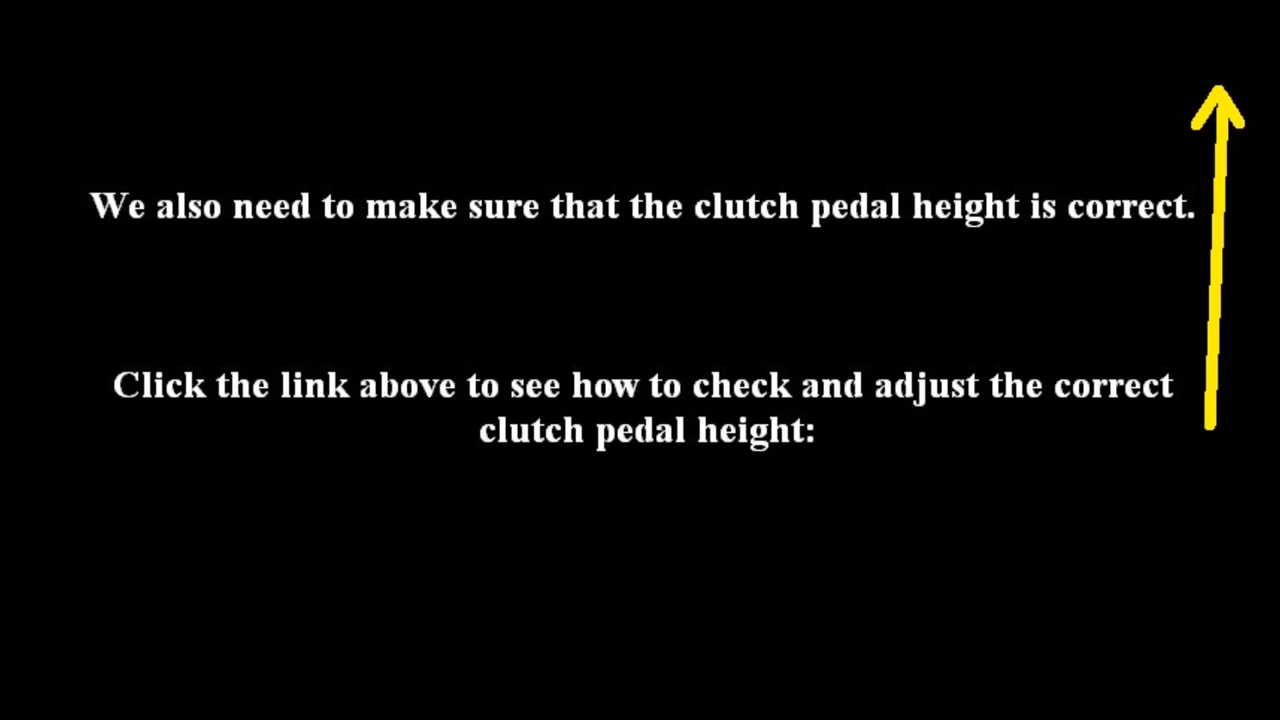 We also need to make sure that the clutch pedal height is correct.
Click the link above to see how to check and adjust the correct
clutch pedal height: